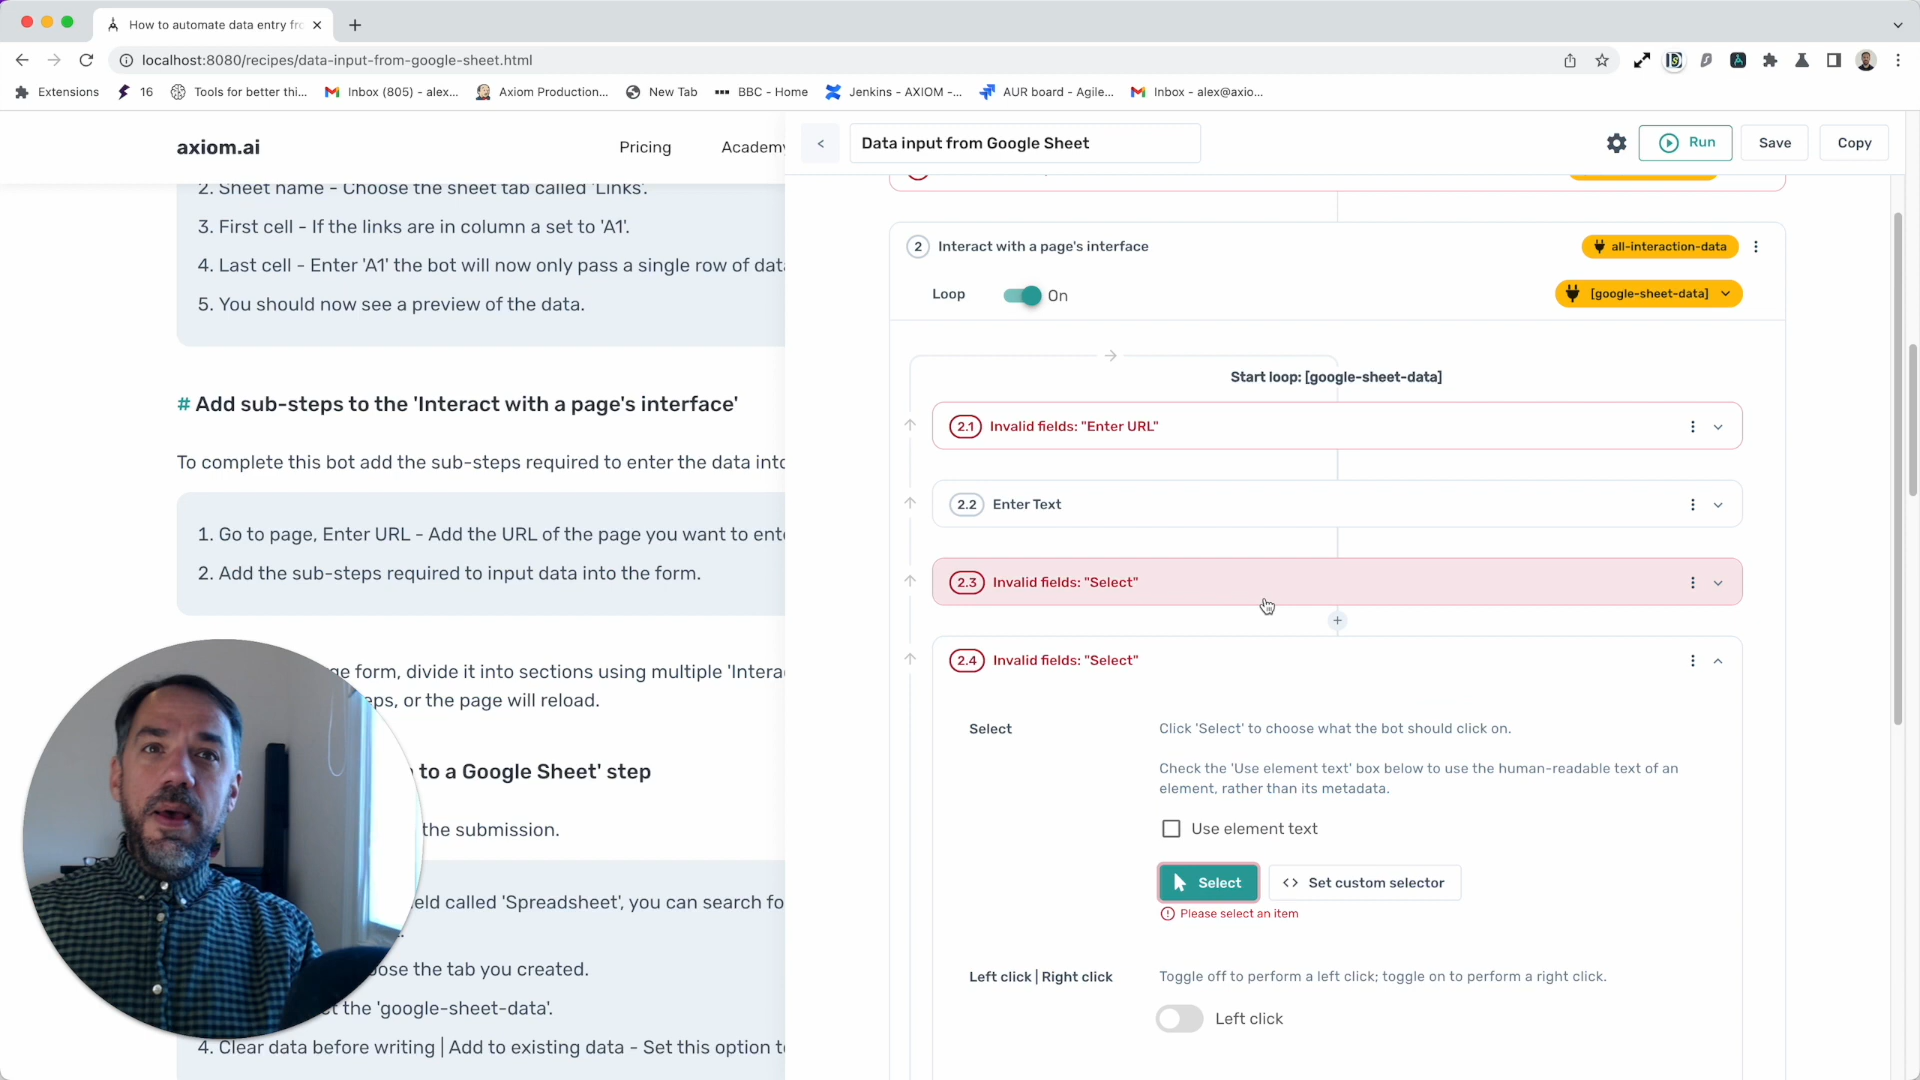 How to automate data entry fro
localhost:8080/recipes/data-input-from-google-sheet.html
Extensions
16
Tools for better thi...
Inbox (805) - alex...
Axiom Production...
New Tab
BBC - Home
Jenkins - AXIOM -...
AUR board - Agile...
Inbox - alex@axio...
axiom.ai
Pricing
Academy
2. Sheet name - Choose the sheet tab called 'Links'.
3. First cell - If the links are in column a set to 'A1'.
4. Last cell - Enter 'A1' the bot will now only pass a single row of data
5. You should now see a preview of the data.
# Add sub-steps to the 'Interact with a page's interface'
To complete this bot add the sub-steps required to enter the data into
1. Go to page, Enter URL - Add the URL of the page you want to ente
2. Add the sub-steps required to input data into the form.
ge form, divide it into sections using multiple 'Intera
eps, or the page will reload.
to a Google Sheet' step
the submission.
eld called 'Spreadsheet', you can search fo
ose the tab you created.
t the 'google-sheet-data'.
4. Clear data before writing | Add to existing data - Set this option t
<
Data input from Google Sheet
Run
Save
Copy
2 Interact with a page's interface
all-interaction-data
Loop
On
[google-sheet-data]
Start loop: [google-sheet-data]
2.1 Invalid fields: "Enter URL"
2.2 Enter Text
2.3 Invalid fields: "Select"
+
2.4 Invalid fields: "Select"
Select
Click 'Select' to choose what the bot should click on.
Check the 'Use element text' box below to use the human-readable text of an
element, rather than its metadata.
Use element text
Select
<> Set custom selector
Please select an item
Left click | Right click
Toggle off to perform a left click; toggle on to perform a right click.
Left click